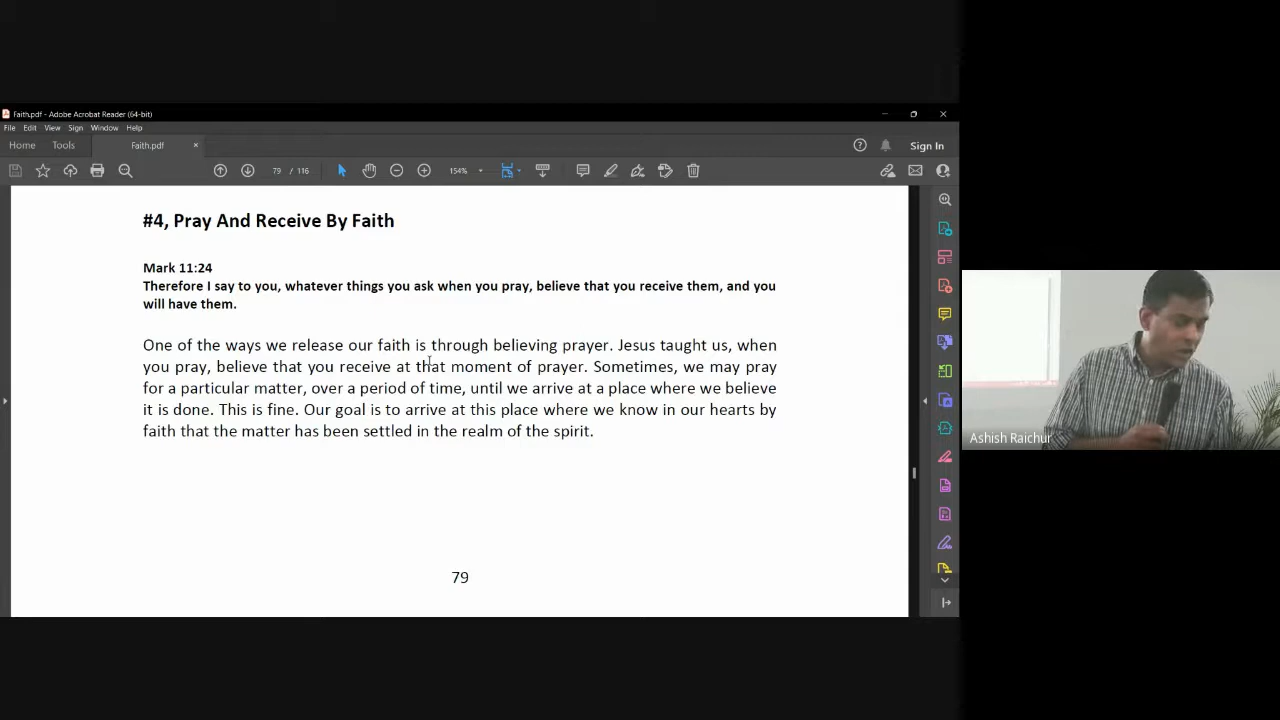 Faith.pdf - Adobe Acrobat Reader (64-bit)
File Edit View Sign Window Help
Home Tools Faith.pdf × Sign In
79 / 116 154%
#4, Pray And Receive By Faith
Mark 11:24
Therefore I say to you, whatever things you ask when you pray, believe that you receive them, and you
will have them.
One of the ways we release our faith is through believing prayer. Jesus taught us, when
you pray, believe that you receive at that moment of prayer. Sometimes, we may pray
for a particular matter, over a period of time, until we arrive at a place where we believe
it is done. This is fine. Our goal is to arrive at this place where we know in our hearts by
faith that the matter has been settled in the realm of the spirit.
79
Ashish Raichur